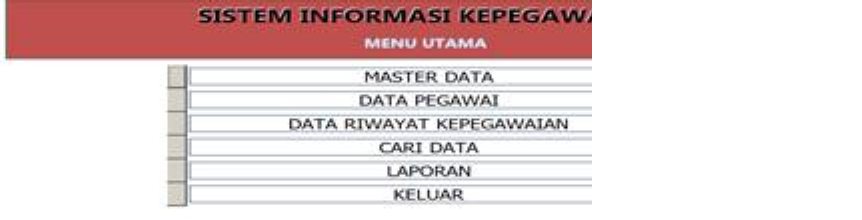 SISTEM INFORMASI KEPEGAWA
MENU UTAMA
MASTER DATA
DATA PEGAWAI
DATA RIWAYAT KEPEGAWAIAN
CARI DATA
LAPORAN
KELUAR